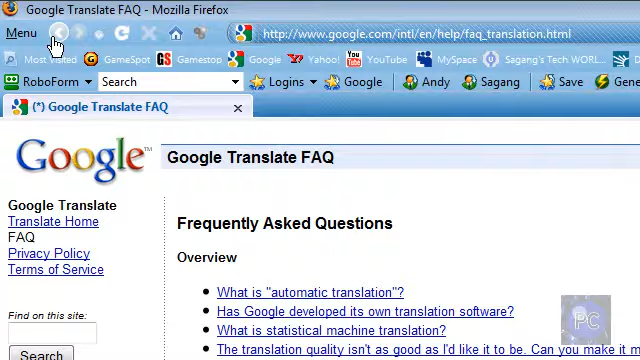 Google Translate FAQ - Mozilla Firefox
Menu
http://www.google.com/intl/en/help/faq_translation.html
Most Visited GameSpot Gamestop Google Yahoo! YouTube MySpace Sagang's Tech WORL...
RoboForm Search Logins Google Andy Sagang Save Gene
(*) Google Translate FAQ
Google™
Google Translate FAQ
Google Translate
Translate Home
FAQ
Privacy Policy
Terms of Service
Find on this site:
Search
Frequently Asked Questions
Overview
What is "automatic translation"?
Has Google developed its own translation software?
What is statistical machine translation?
The translation quality isn't as good as I'd like it to be. Can you make it m
PC